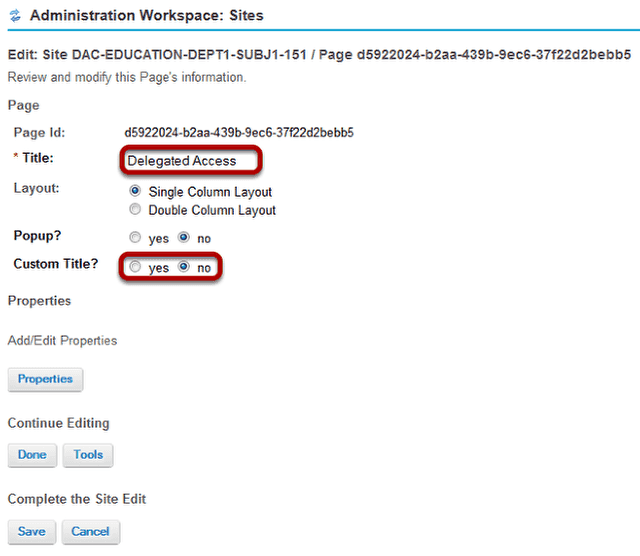 Administration Workspace: Sites
Edit: Site DAC-EDUCATION-DEPT1-SUBJ1-151 / Page d5922024-b2aa-439b-9ec6-37f22d2bebb5
Review and modify this Page's information.
Page
Page Id: d5922024-b2aa-439b-9ec6-37f22d2bebb5
* Title: Delegated Access
Layout: Single Column Layout
Double Column Layout
Popup? yes no
Custom Title? yes no
Properties
Add/Edit Properties
Properties
Continue Editing
Done Tools
Complete the Site Edit
Save Cancel